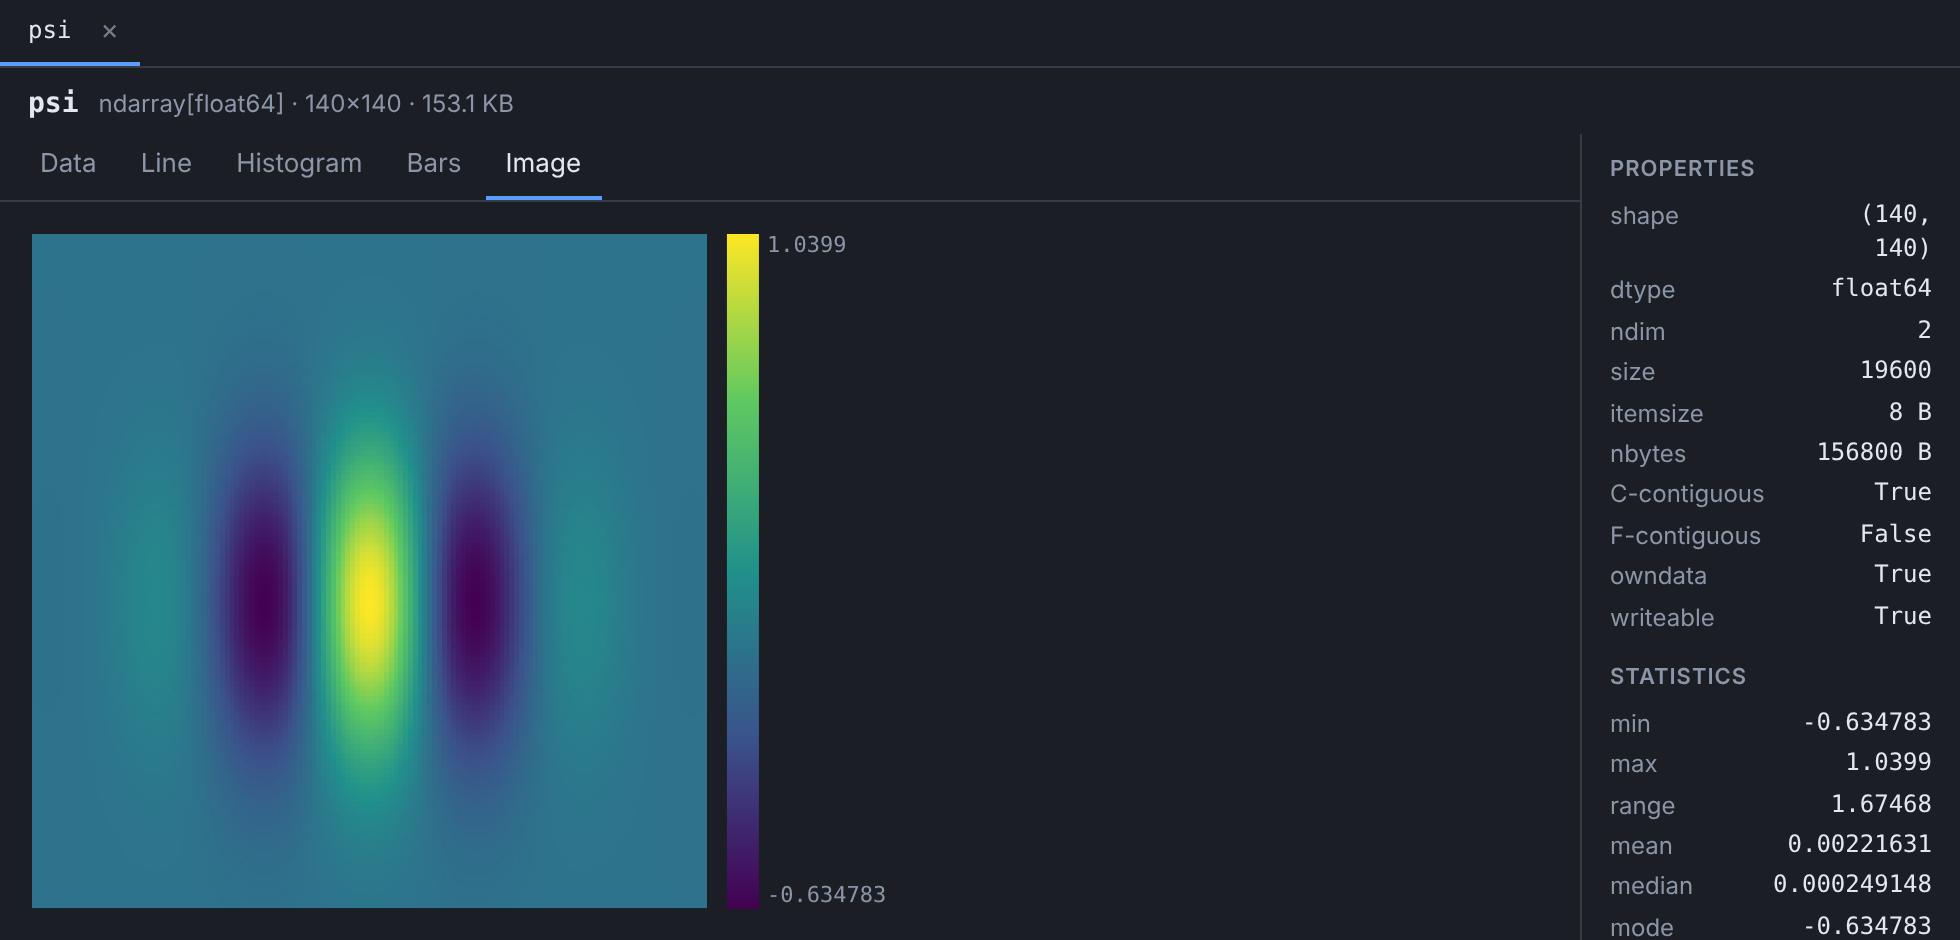 psi ×
psi ndarray[float64] · 140×140 · 153.1 KB
Data Line Histogram Bars Image
1.0399
-0.634783
PROPERTIES
shape (140,
140)
dtype float64
ndim 2
size 19600
itemsize 8 B
nbytes 156800 B
C-contiguous True
F-contiguous False
owndata True
writeable True
STATISTICS
min -0.634783
max 1.0399
range 1.67468
mean 0.00221631
median 0.000249148
mode -0.634783